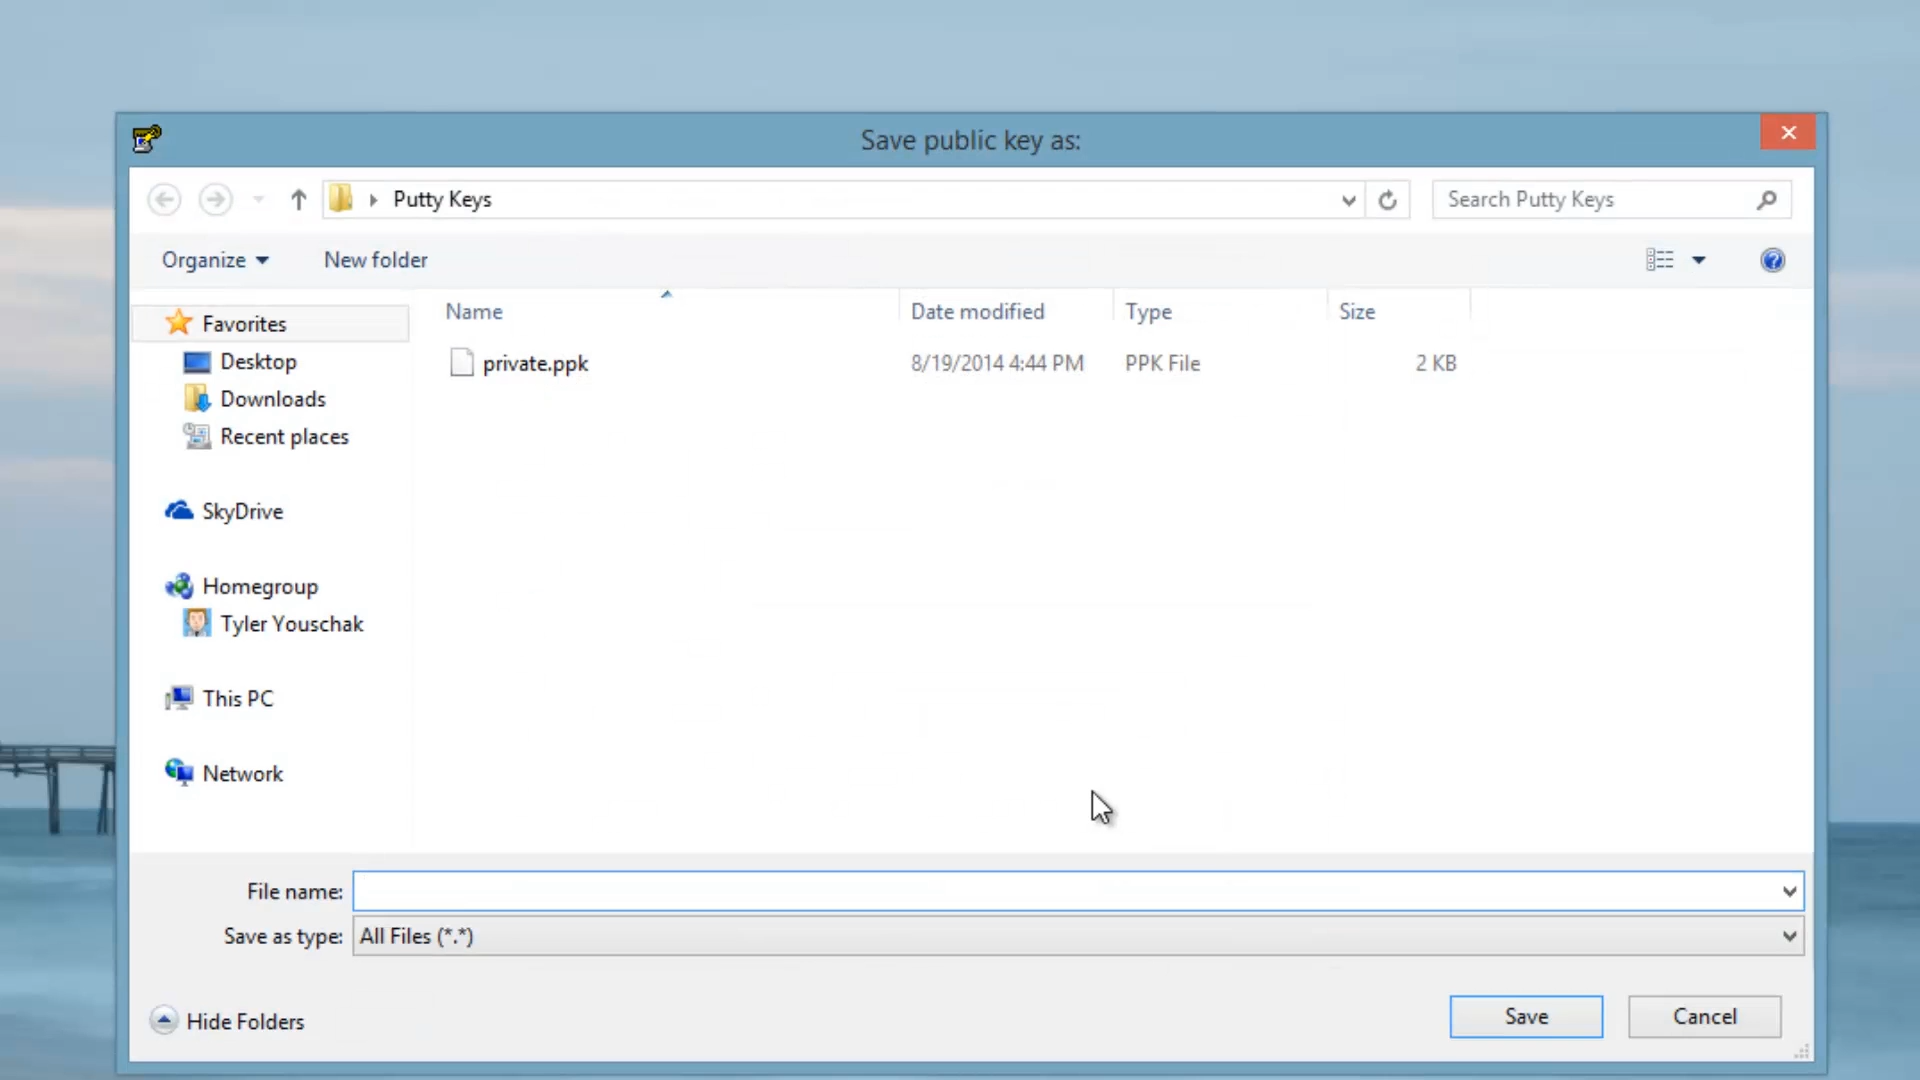 Save public key as:
Putty Keys
Search Putty Keys
Organize
New folder
Name
Date modified
Type
Size
private.ppk
8/19/2014 4:44 PM
PPK File
2 KB
Favorites
Desktop
Downloads
Recent places
SkyDrive
Homegroup
Tyler Youschak
This PC
Network
File name:
Save as type:
All Files (*.*)
Hide Folders
Save
Cancel